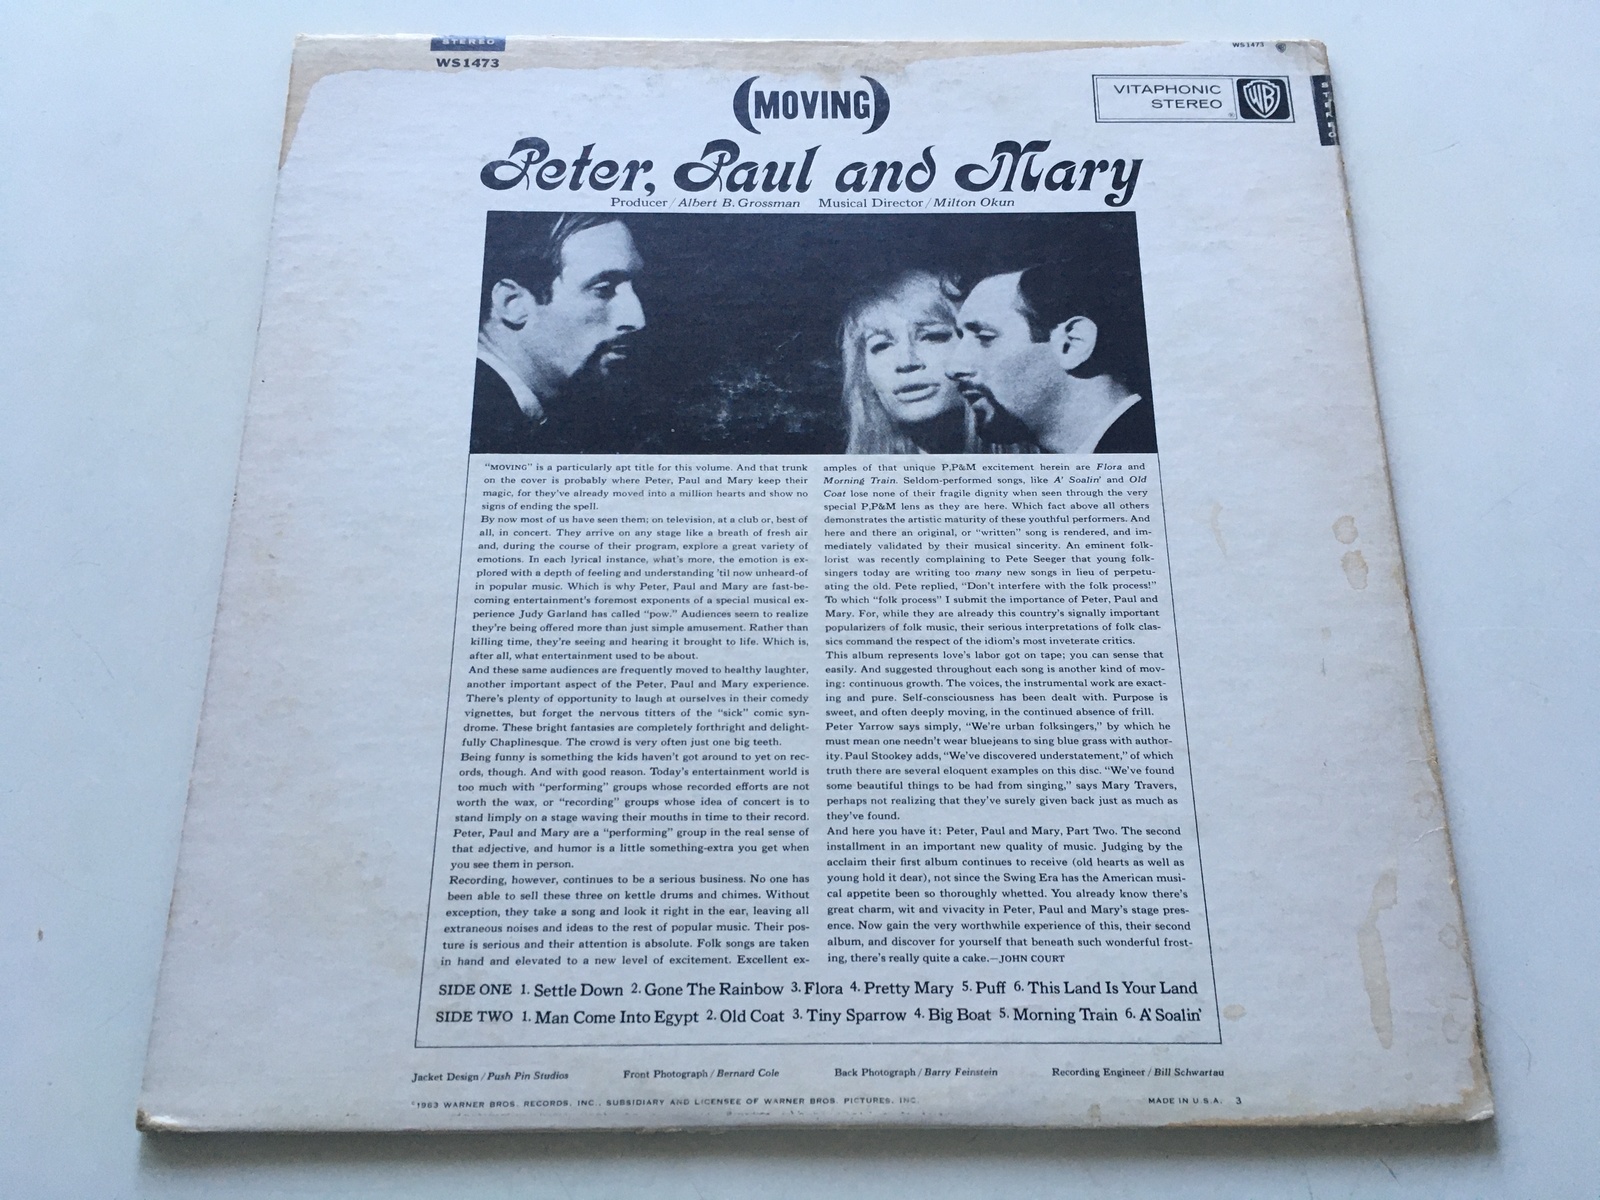 STEREO
WS1473
WS1473
(MOVING)
VITAPHONIC
STEREO
WB
STEREO
Peter, Paul and Mary
Producer / Albert B. Grossman Musical Director / Milton Okun
"MOVING" is a particularly apt title for this volume. And that trunk
on the cover is probably where Peter, Paul and Mary keep their
magic, for they've already moved into a million hearts and show no
signs of ending the spell.
By now most of us have seen them; on television, at a club or, best of
all, in concert. They arrive on any stage like a breath of fresh air
and, during the course of their program, explore a great variety of
emotions. In each lyrical instance, what's more, the emotion is ex-
plored with a depth of feeling and understanding 'til now unheard-of
in popular music. Which is why Peter, Paul and Mary are fast-be-
coming entertainment's foremost exponents of a special musical ex-
perience Judy Garland has called "pow." Audiences seem to realize
they're being offered more than just simple amusement. Rather than
killing time, they're seeing and hearing it brought to life. Which is,
after all, what entertainment used to be about.
And these same audiences are frequently moved to healthy laughter,
another important aspect of the Peter, Paul and Mary experience.
There's plenty of opportunity to laugh at ourselves in their comedy
vignettes, but forget the nervous titters of the "sick" comic syn-
drome. These bright fantasies are completely forthright and delight-
fully Chaplinesque. The crowd is very often just one big teeth.
Being funny is something the kids haven't got around to yet on rec-
ords, though. And with good reason. Today's entertainment world is
too much with "performing" groups whose recorded efforts are not
worth the wax, or "recording" groups whose idea of concert is to
stand limply on a stage waving their mouths in time to their record.
Peter, Paul and Mary are a "performing" group in the real sense of
that adjective, and humor is a little something-extra you get when
you see them in person.
Recording, however, continues to be a serious business. No one has
been able to sell these three on kettle drums and chimes. Without
exception, they take a song and look it right in the ear, leaving all
extraneous noises and ideas to the rest of popular music. Their pos-
ture is serious and their attention is absolute. Folk songs are taken
in hand and elevated to a new level of excitement. Excellent ex-
amples of that unique P,P&M excitement herein are Flora and
Morning Train. Seldom-performed songs, like A' Soalin' and Old
Coat lose none of their fragile dignity when seen through the very
special P,P&M lens as they are here. Which fact above all others
demonstrates the artistic maturity of these youthful performers. And
here and there an original, or "written" song is rendered, and im-
mediately validated by their musical sincerity. An eminent folk-
lorist was recently complaining to Pete Seeger that young folk-
singers today are writing too many new songs in lieu of perpetu-
ating the old. Pete replied, "Don't interfere with the folk process!"
To which "folk process" I submit the importance of Peter, Paul and
Mary. For, while they are already this country's signally important
popularizers of folk music, their serious interpretations of folk clas-
sics command the respect of the idiom's most inveterate critics.
This album represents love's labor got on tape; you can sense that
easily. And suggested throughout each song is another kind of mov-
ing: continuous growth. The voices, the instrumental work are exact-
ing and pure. Self-consciousness has been dealt with. Purpose is
sweet, and often deeply moving, in the continued absence of frill.
Peter Yarrow says simply, "We're urban folksingers," by which he
must mean one needn't wear bluejeans to sing blue grass with author-
ity. Paul Stookey adds, "We've discovered understatement," of which
truth there are several eloquent examples on this disc. "We've found
some beautiful things to be had from singing," says Mary Travers,
perhaps not realizing that they've surely given back just as much as
they've found.
And here you have it: Peter, Paul and Mary, Part Two. The second
installment in an important new quality of music. Judging by the
acclaim their first album continues to receive (old hearts as well as
young hold it dear), not since the Swing Era has the American musi-
cal appetite been so thoroughly whetted. You already know there's
great charm, wit and vivacity in Peter, Paul and Mary's stage pres-
ence. Now gain the very worthwhile experience of this, their second
album, and discover for yourself that beneath such wonderful frost-
ing, there's really quite a cake.—JOHN COURT
SIDE ONE 1. Settle Down 2. Gone The Rainbow 3. Flora 4. Pretty Mary 5. Puff 6. This Land Is Your Land
SIDE TWO 1. Man Come Into Egypt 2. Old Coat 3. Tiny Sparrow 4. Big Boat 5. Morning Train 6. A' Soalin'
Jacket Design / Push Pin Studios Front Photograph / Bernard Cole Back Photograph / Barry Feinstein Recording Engineer / Bill Schwartau
©1963 WARNER BROS. RECORDS, INC., SUBSIDIARY AND LICENSEE OF WARNER BROS. PICTURES, INC. MADE IN U.S.A. 3